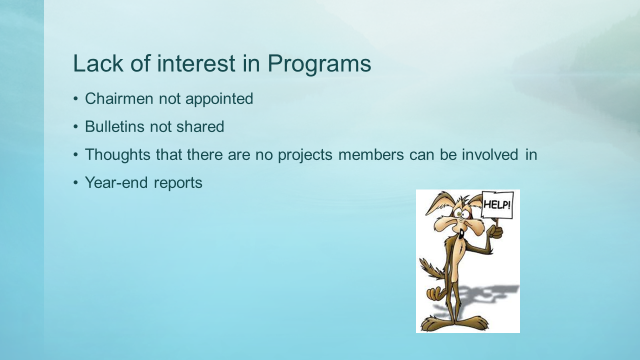 Lack of interest in Programs
• Chairmen not appointed
• Bulletins not shared
• Thoughts that there are no projects members can be involved in
• Year-end reports
HELP!